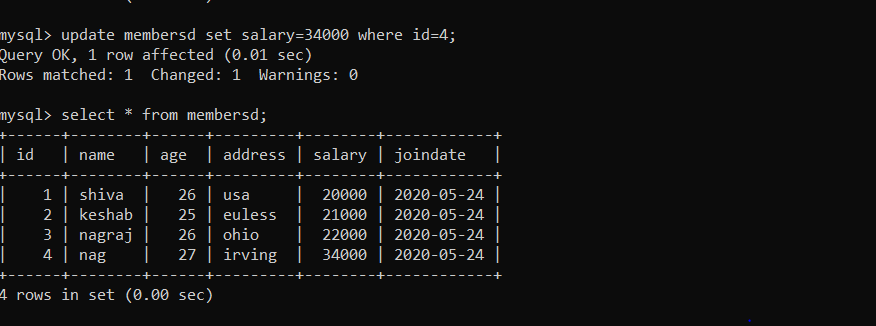 mysql> update membersd set salary=34000 where id=4;
Query OK, 1 row affected (0.01 sec)
Rows matched: 1  Changed: 1  Warnings: 0

mysql> select * from membersd;
+------+--------+------+---------+--------+------------+
| id   | name   | age  | address | salary | joindate   |
+------+--------+------+---------+--------+------------+
|    1 | shiva  |   26 | usa     |  20000 | 2020-05-24 |
|    2 | keshab |   25 | euless  |  21000 | 2020-05-24 |
|    3 | nagraj |   26 | ohio    |  22000 | 2020-05-24 |
|    4 | nag    |   27 | irving  |  34000 | 2020-05-24 |
+------+--------+------+---------+--------+------------+
4 rows in set (0.00 sec)